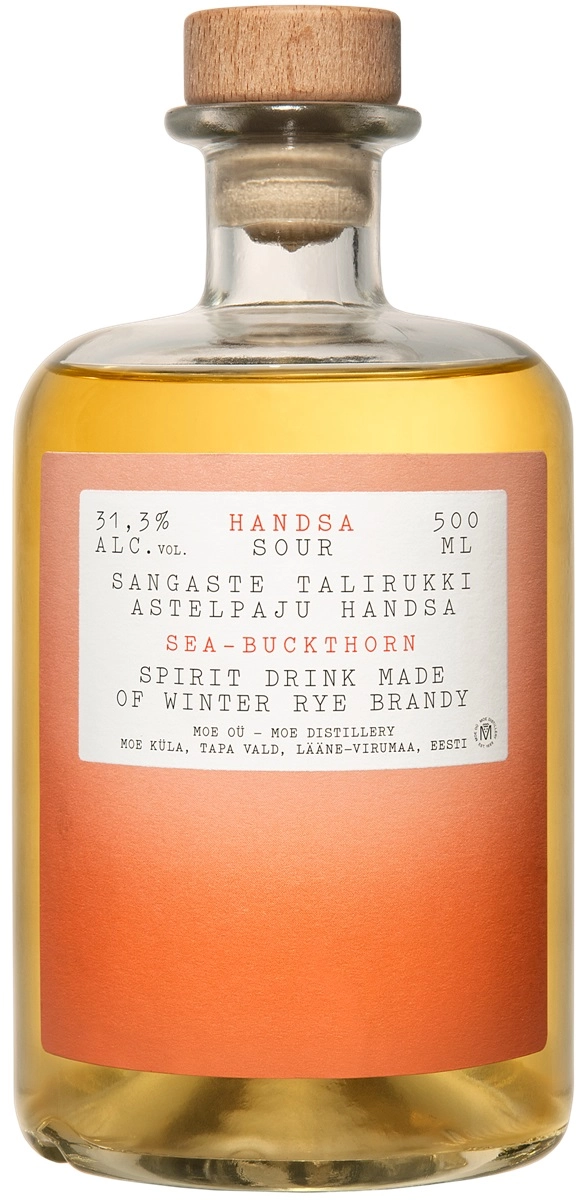 31,3% HANDSA 500
ALC. VOL. SOUR ML
SANGASTE TALIRUKKI
ASTELPAJU HANDSA
SEA-BUCKTHORN
SPIRIT DRINK MADE
OF WINTER RYE BRANDY
MOE OÜ – MOE DISTILLERY
MOE KÜLA, TAPA VALD, LÄÄNE-VIRUMAA, EESTI